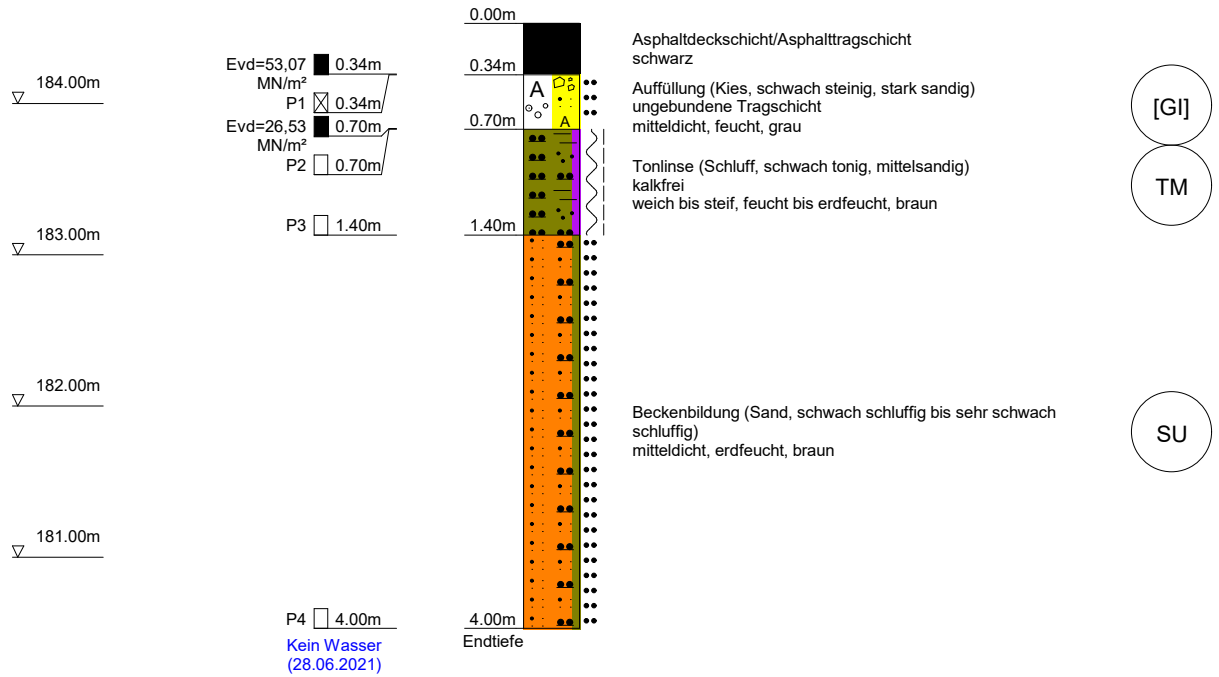 0.00m
Asphaltdeckschicht/Asphalttragschicht
schwarz
Evd=53,07
MN/m²
0.34m
0.34m
184.00m
P1
0.34m
A
A
Auffüllung (Kies, schwach steinig, stark sandig)
ungebundene Tragschicht
mitteldicht, feucht, grau
[GI]
Evd=26,53
MN/m²
0.70m
0.70m
P2
0.70m
Tonlinse (Schluff, schwach tonig, mittelsandig)
kalkfrei
weich bis steif, feucht bis erdfeucht, braun
TM
P3
1.40m
1.40m
183.00m
182.00m
Beckenbildung (Sand, schwach schluffig bis sehr schwach
schluffig)
mitteldicht, erdfeucht, braun
SU
181.00m
P4
4.00m
4.00m
Kein Wasser
(28.06.2021)
Endtiefe